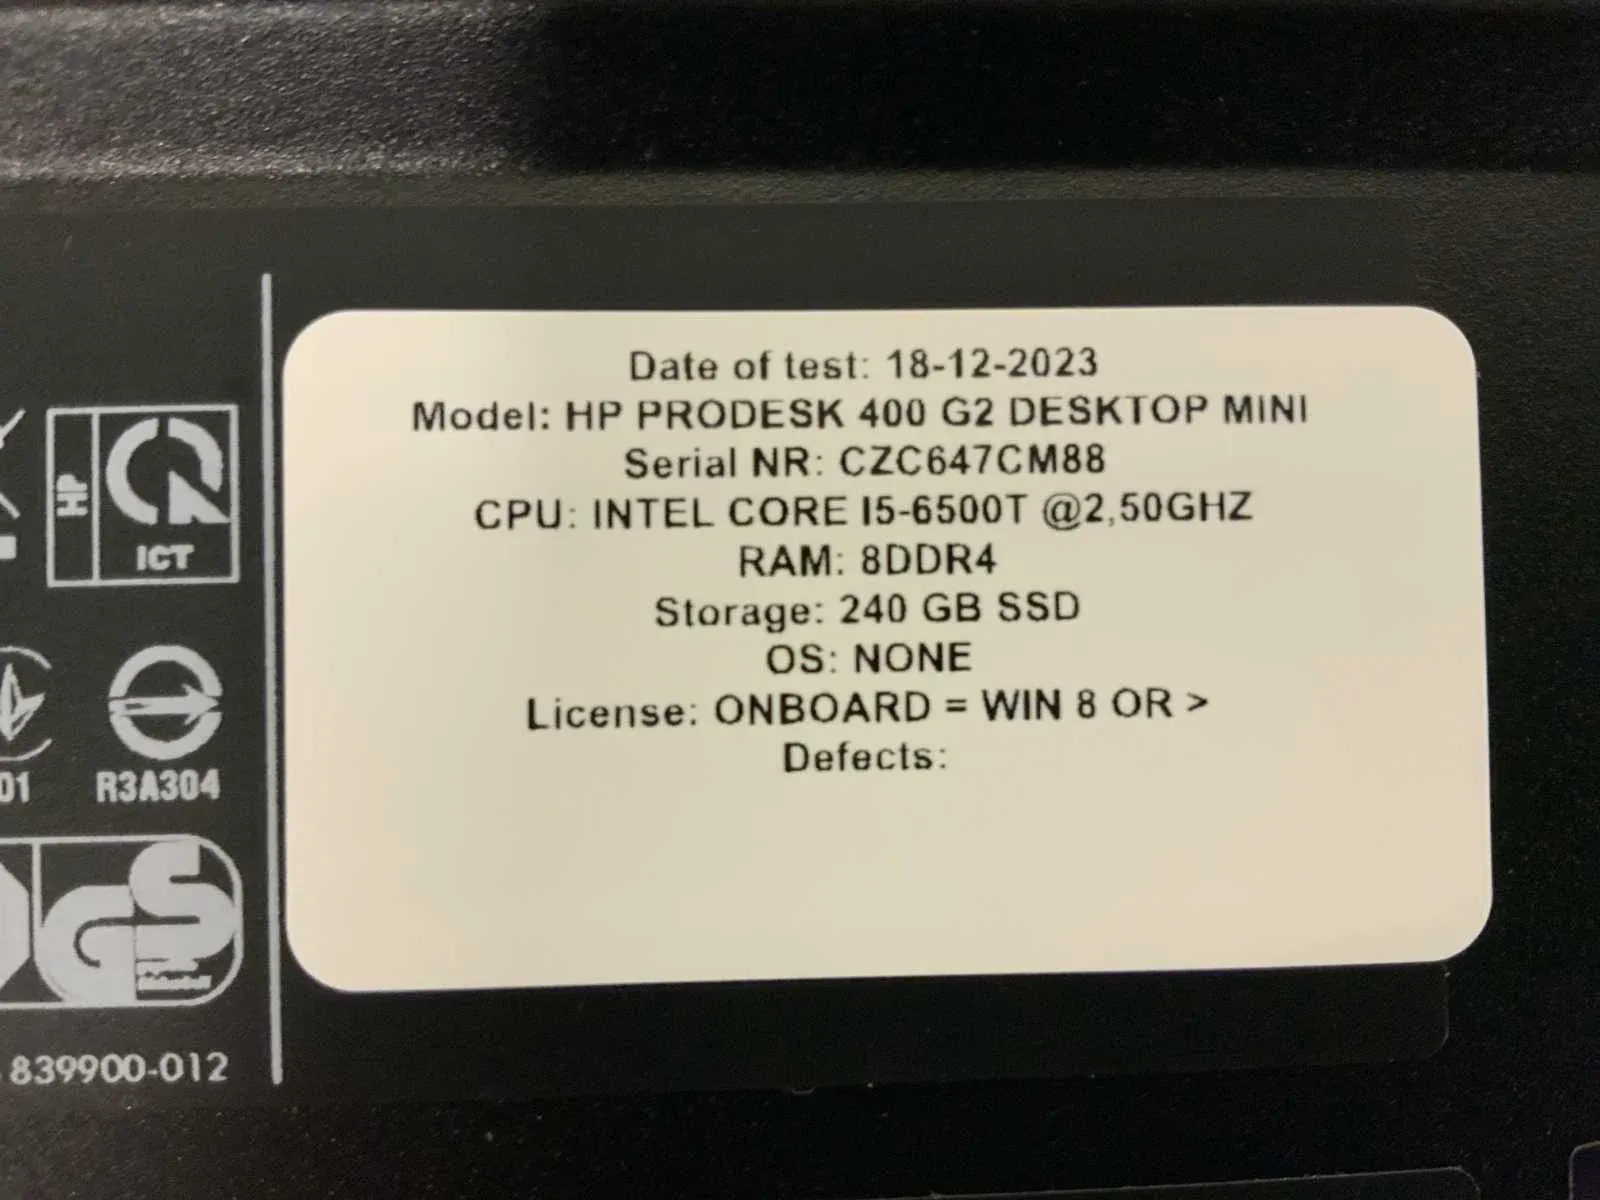 Date of test: 18-12-2023
Model: HP PRODESK 400 G2 DESKTOP MINI
Serial NR: CZC647CM88
CPU: INTEL CORE I5-6500T @2,50GHZ
RAM: 8DDR4
Storage: 240 GB SSD
OS: NONE
License: ONBOARD = WIN 8 OR >
Defects:
HP
ICT
01
R3A304
GS
839900-012